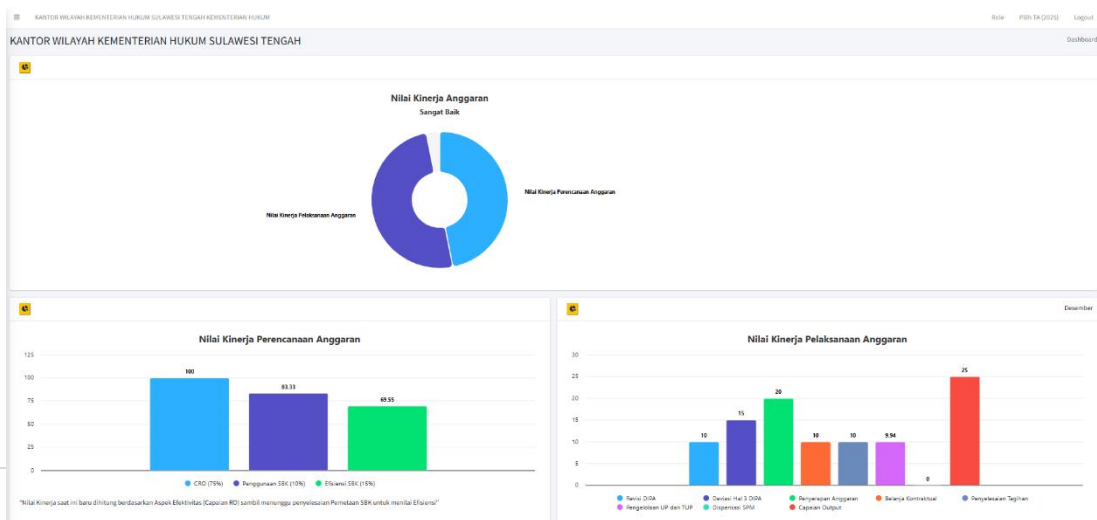 KANTOR WILAYAH KEMENTERIAN HUKUM SULAWESI TENGAH KEMENTERIAN HUKUM
Role Pilih TA (2025) Logout
KANTOR WILAYAH KEMENTERIAN HUKUM SULAWESI TENGAH
Dashboard
Nilai Kinerja Anggaran
Sangat Baik
Nilai Kinerja Perencanaan Anggaran
Nilai Kinerja Pelaksanaan Anggaran
Nilai Kinerja Perencanaan Anggaran
125
100
75
50
25
0
100
83.33
69.55
CRO (75%) Penggunaan SBK (10%) Efisiensi SBK (15%)
"Nilai Kinerja saat ini baru dihitung berdasarkan Aspek Efektivitas (Capaian RO) sambil menunggu penyelesaian Pemetaan SBK untuk menilai Efisiensi"
Desember
Nilai Kinerja Pelaksanaan Anggaran
30
25
20
15
10
5
0
10
15
20
10
10
9.94
0
25
Revisi DIPA Deviasi Hal 3 DIPA Penyerapan Anggaran Belanja Kontraktual Penyelesaian Tagihan
Pengelolaan UP dan TUP Dispensasi SPM Capaian Output